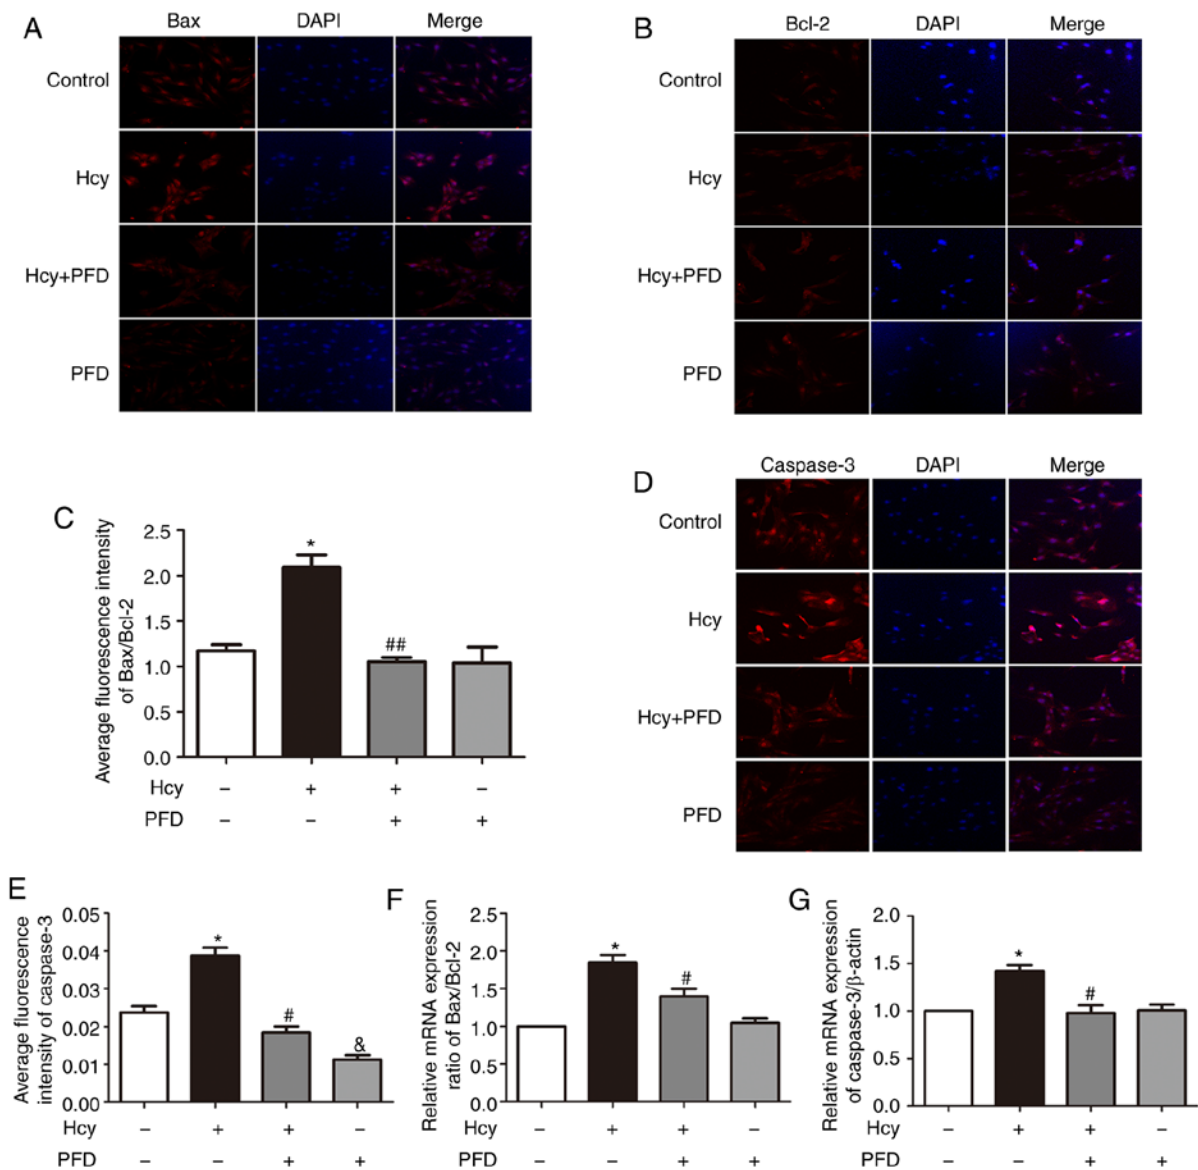 A
Bax DAPI Merge
Control
Hcy
Hcy+PFD
PFD
B
Bcl-2 DAPI Merge
Control
Hcy
Hcy+PFD
PFD
C
Average fluorescence intensity
of Bax/Bcl-2
2.5
2.0
1.5
1.0
0.5
0.0
*
##
Hcy – + + –
PFD – – + +
D
Caspase-3 DAPI Merge
Control
Hcy
Hcy+PFD
PFD
E
Average fluorescence
intensity of caspase-3
0.05
0.04
0.03
0.02
0.01
0.00
*
#
&
Hcy – + + –
PFD – – + +
F
Relative mRNA expression
ratio of Bax/Bcl-2
2.5
2.0
1.5
1.0
0.5
0.0
*
#
Hcy – + + –
PFD – – + +
G
Relative mRNA expression
of caspase-3/β-actin
2.0
1.5
1.0
0.5
0.0
*
#
Hcy – + + –
PFD – – + +